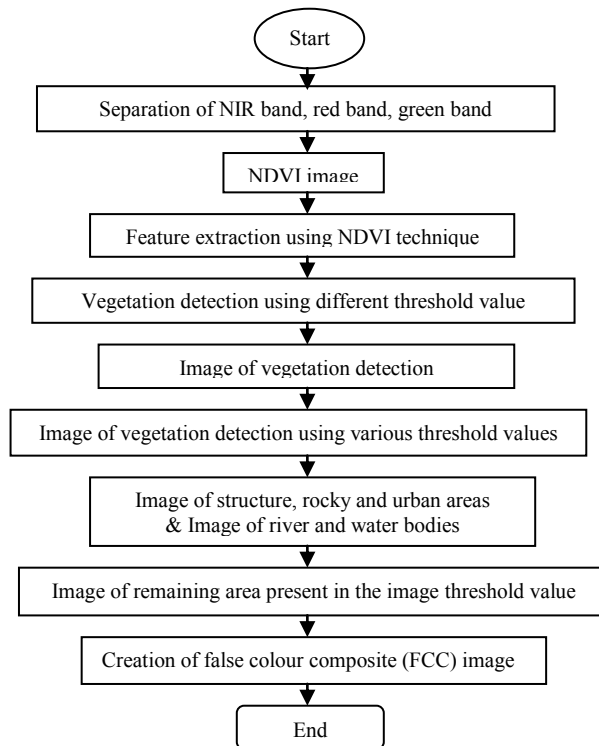 Start
Separation of NIR band, red band, green band
NDVI image
Feature extraction using NDVI technique
Vegetation detection using different threshold value
Image of vegetation detection
Image of vegetation detection using various threshold values
Image of structure, rocky and urban areas
& Image of river and water bodies
Image of remaining area present in the image threshold value
Creation of false colour composite (FCC) image
End